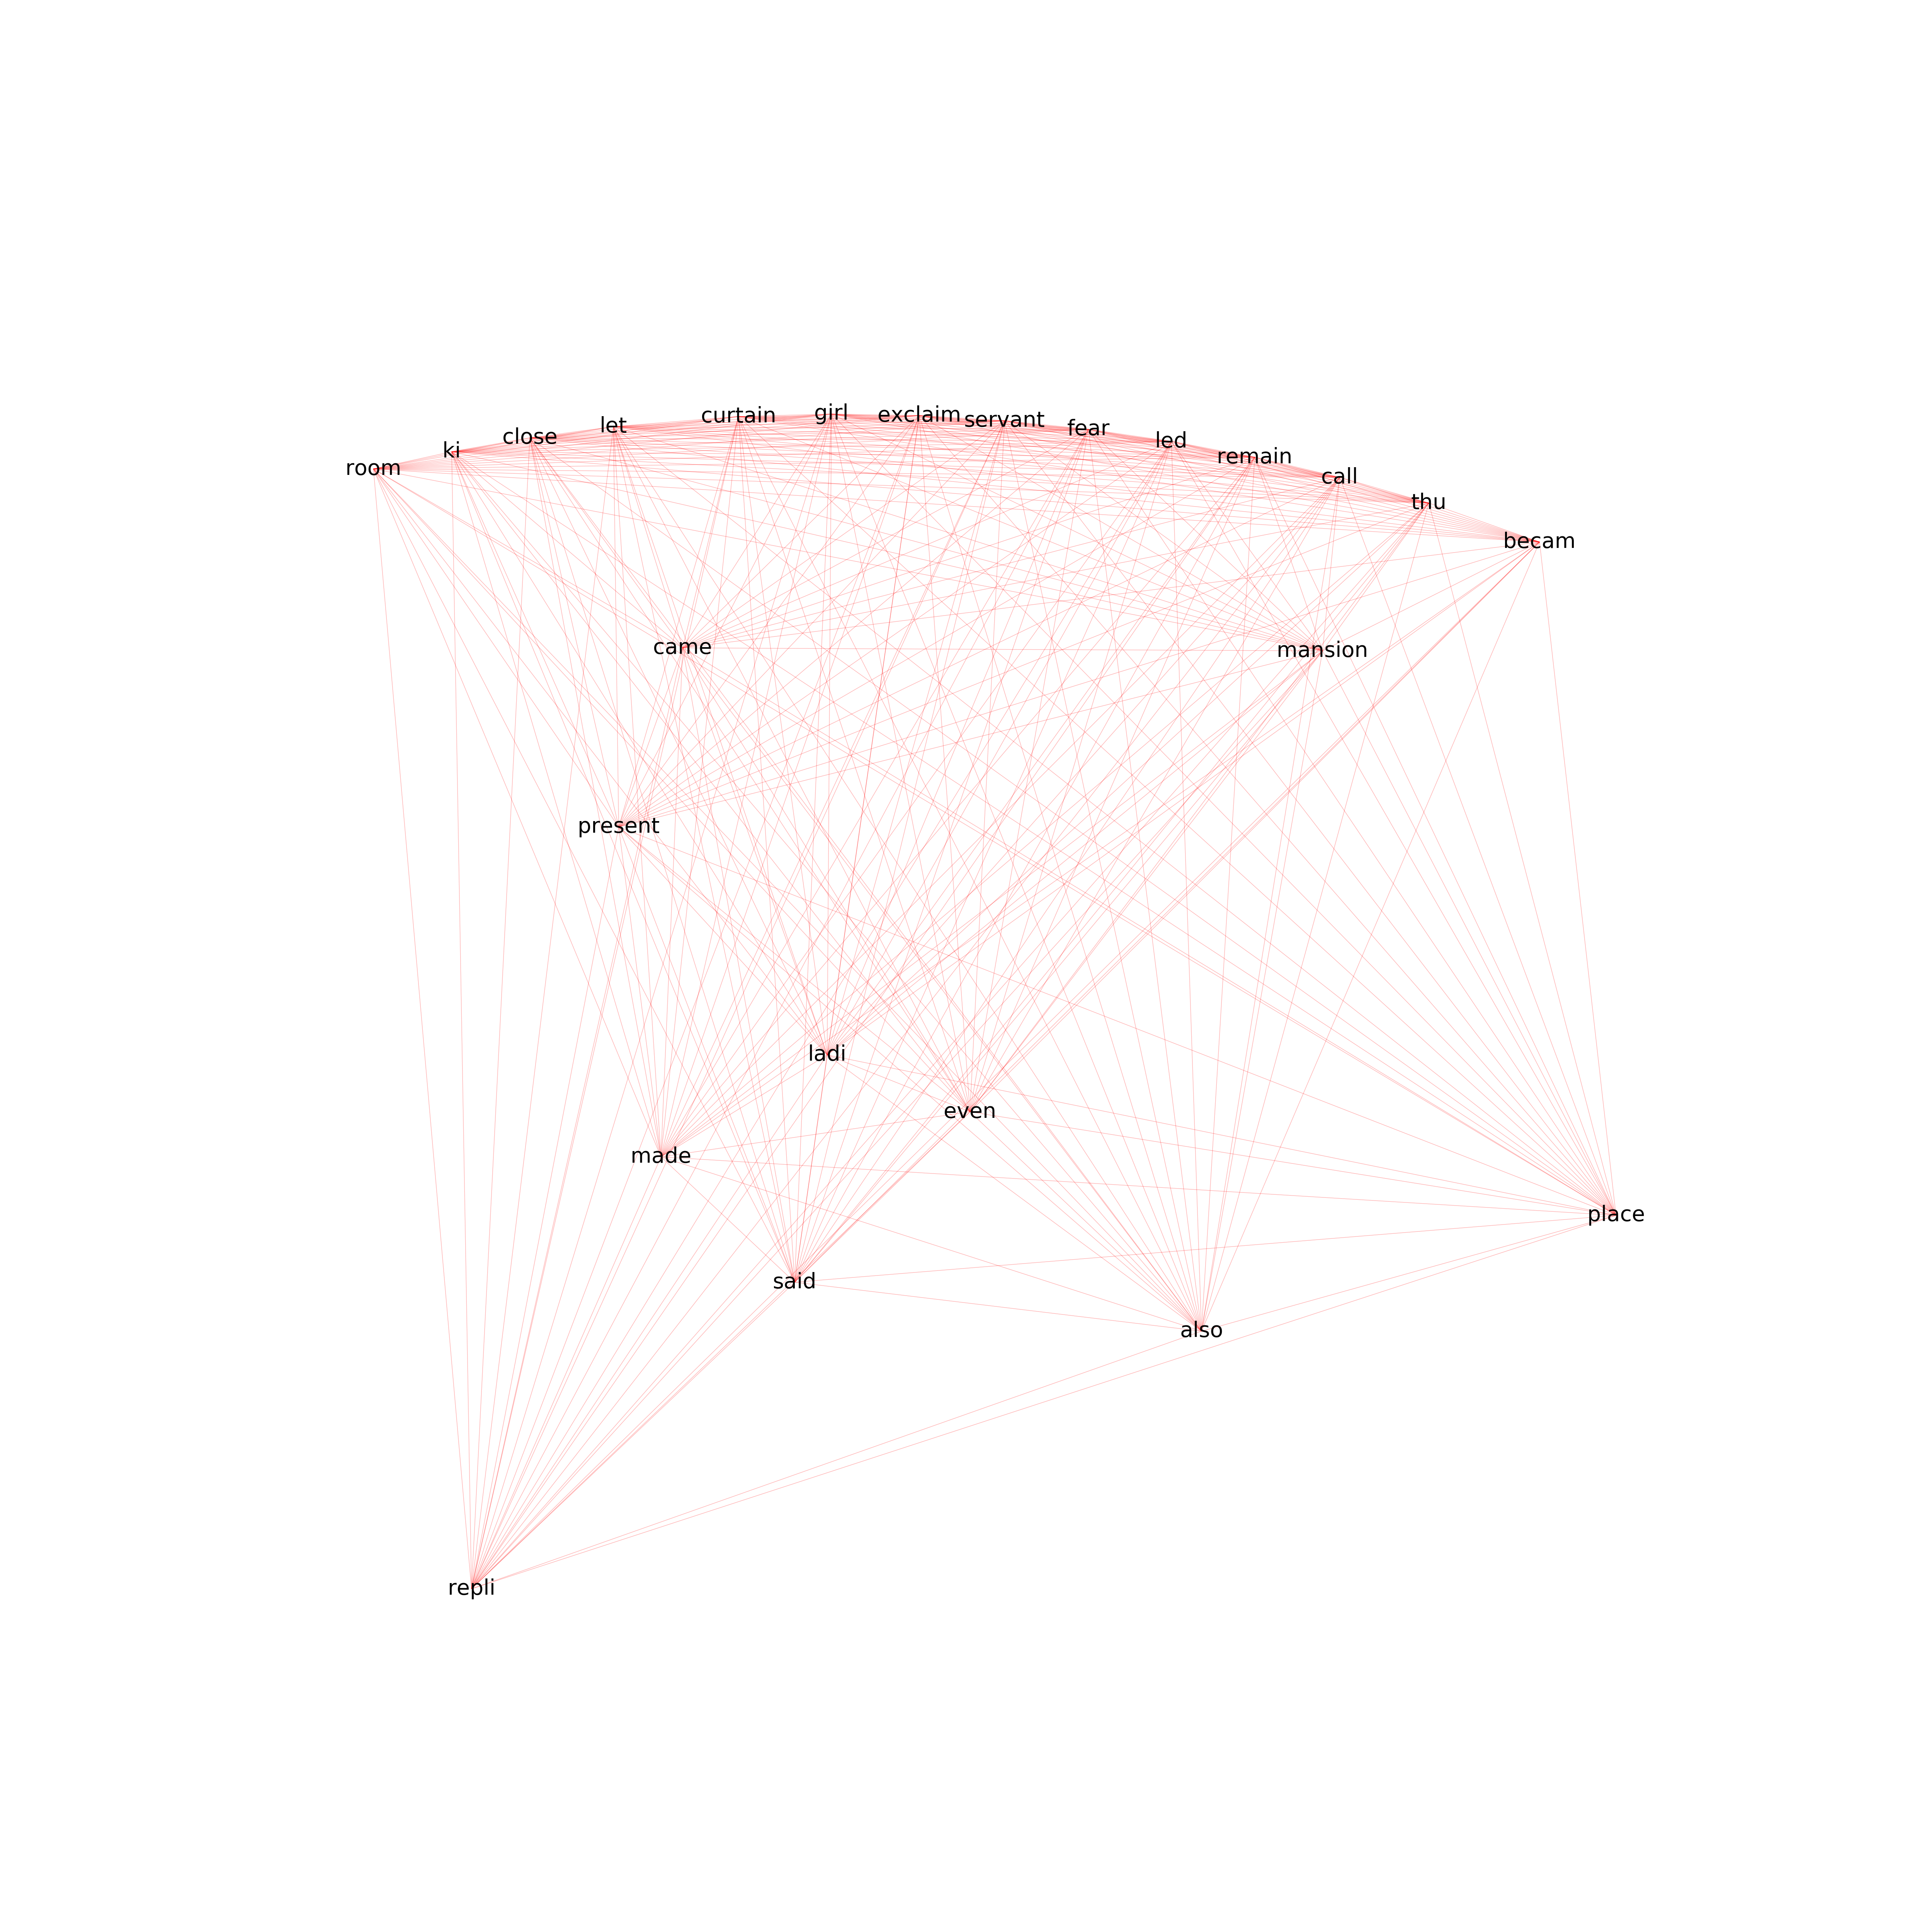 girl
curtain
exclaim
servant
let
fear
close
led
ki
remain
room
call
thu
becam
came
mansion
present
ladi
even
made
place
said
also
repli